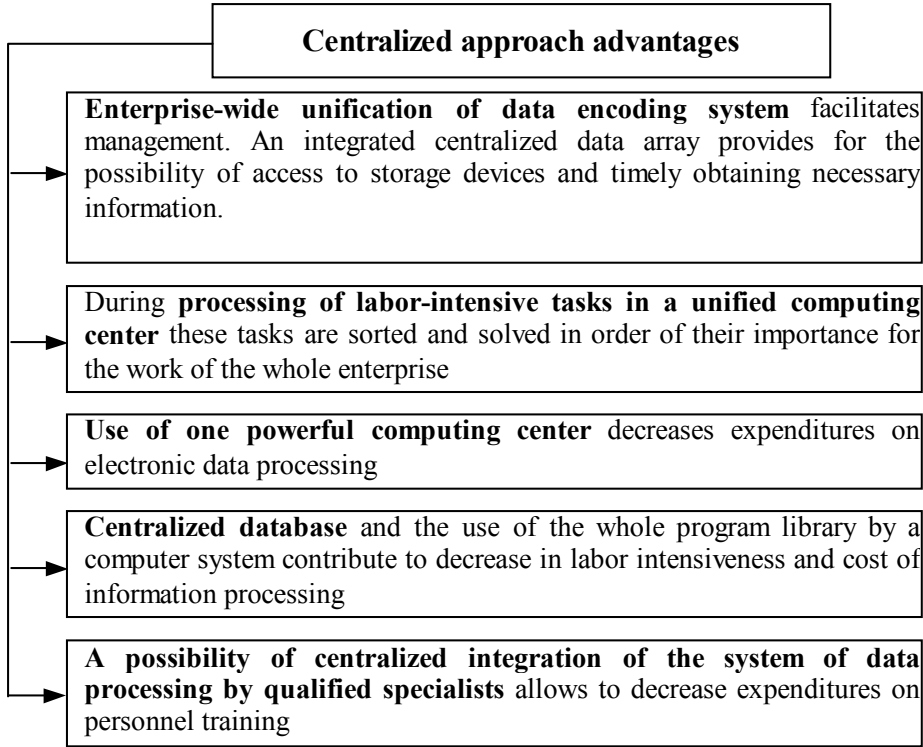 Centralized approach advantages
Enterprise-wide unification of data encoding system facilitates
management. An integrated centralized data array provides for the
possibility of access to storage devices and timely obtaining necessary
information.
During processing of labor-intensive tasks in a unified computing
center these tasks are sorted and solved in order of their importance for
the work of the whole enterprise
Use of one powerful computing center decreases expenditures on
electronic data processing
Centralized database and the use of the whole program library by a
computer system contribute to decrease in labor intensiveness and cost of
information processing
A possibility of centralized integration of the system of data
processing by qualified specialists allows to decrease expenditures on
personnel training